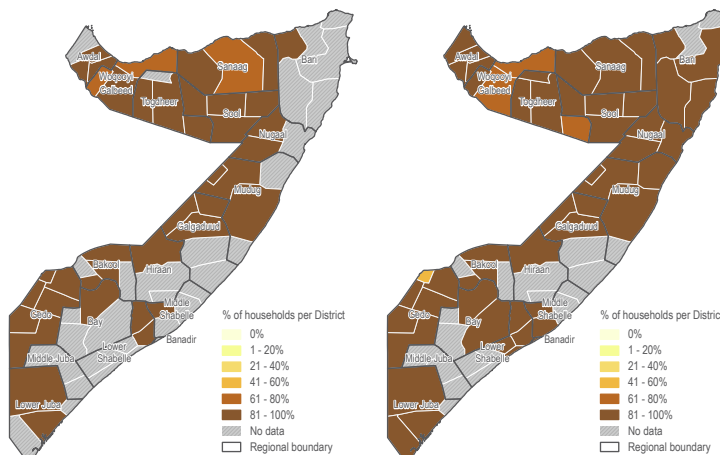 Awdal
Woqooyi
Galbeed
Togdheer
Sanaag
Sool
Bari
Nugaal
Mudug
Galgaduud
Hiraan
Bakool
Gedo
Bay
Middle
Shabelle
Banadir
Lower
Shabelle
Middle Juba
Lower Juba
% of households per District
0%
1 - 20%
21 - 40%
41 - 60%
61 - 80%
81 - 100%
No data
Regional boundary
Awdal
Woqooyi
Galbeed
Togdheer
Sanaag
Sool
Bari
Nugaal
Mudug
Galgaduud
Hiraan
Bakool
Gedo
Bay
Middle
Shabelle
Banadir
Lower
Shabelle
Middle Juba
Lower Juba
% of households per District
0%
1 - 20%
21 - 40%
41 - 60%
61 - 80%
81 - 100%
No data
Regional boundary